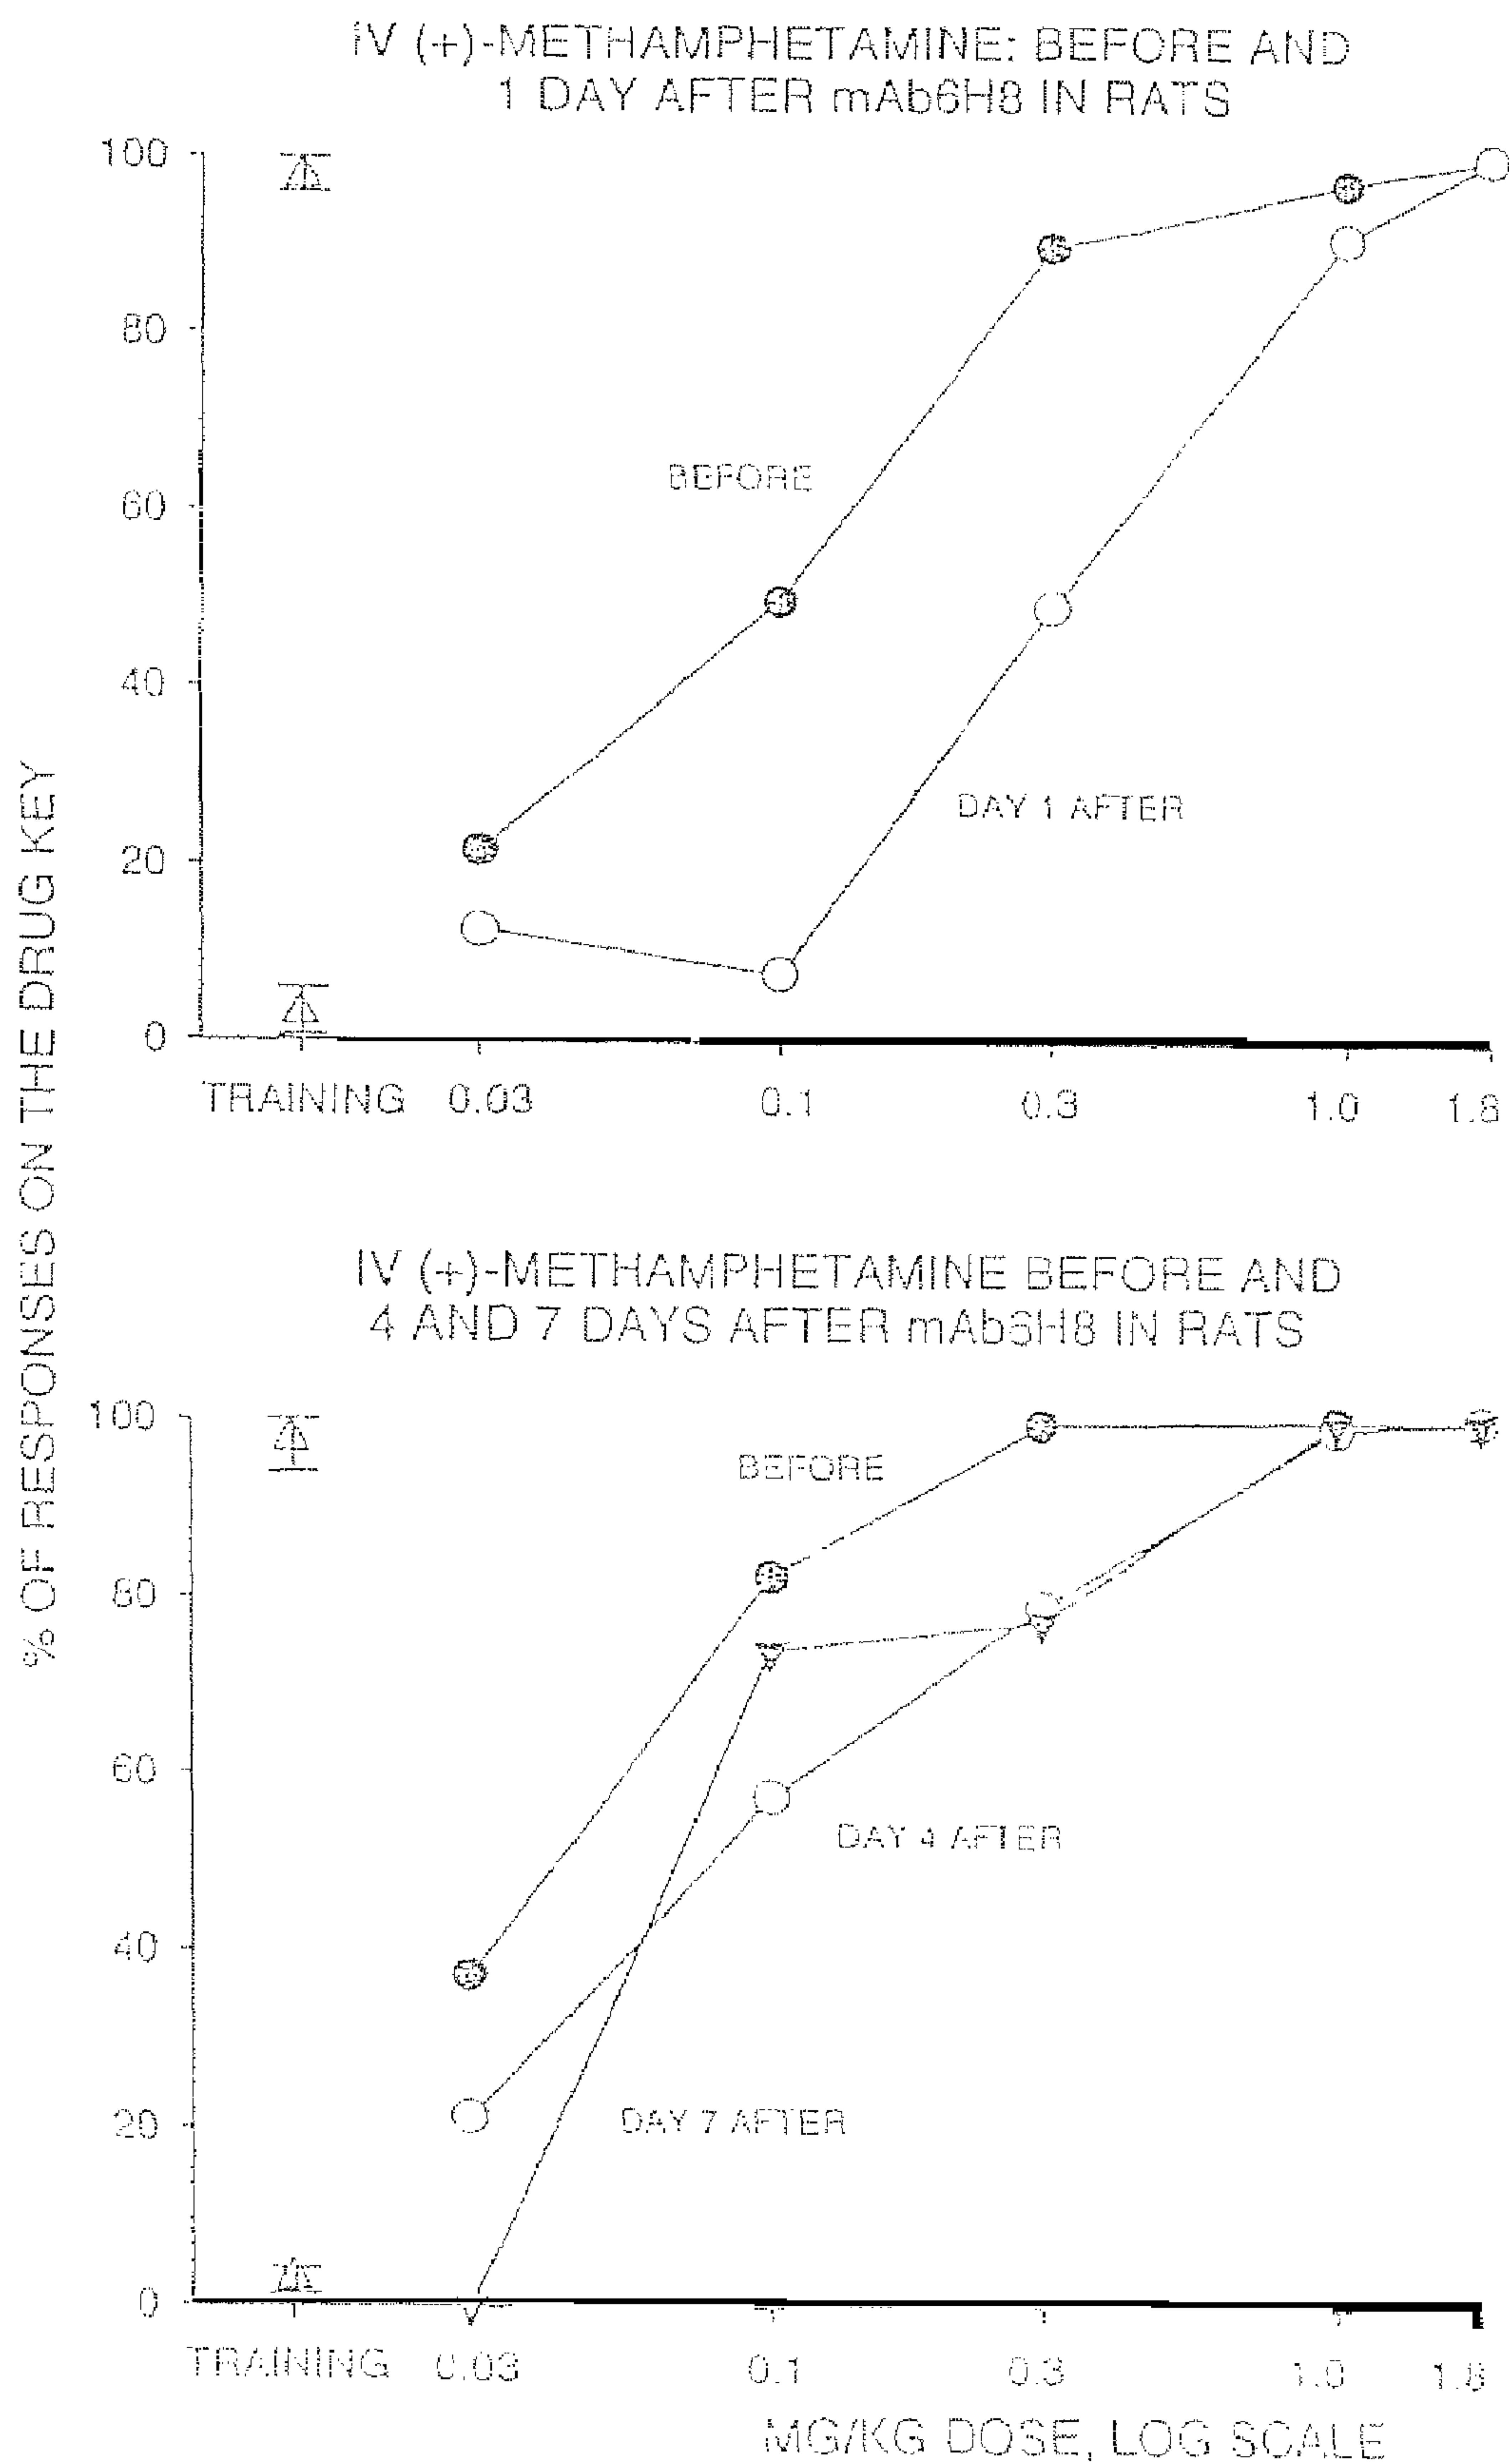 IV (+)-METHAMPHETAMINE: BEFORE AND
1 DAY AFTER mAb6H8 IN RATS
% OF RESPONSES ON THE DRUG KEY
100
80
60
40
20
0
BEFORE
DAY 1 AFTER
TRAINING 0.03 0.1 0.3 1.0 1.8
IV (+)-METHAMPHETAMINE BEFORE AND
4 AND 7 DAYS AFTER mAb6H8 IN RATS
100
80
60
40
20
0
BEFORE
DAY 4 AFTER
DAY 7 AFTER
TRAINING 0.03 0.1 0.3 1.0 1.8
MG/KG DOSE, LOG SCALE